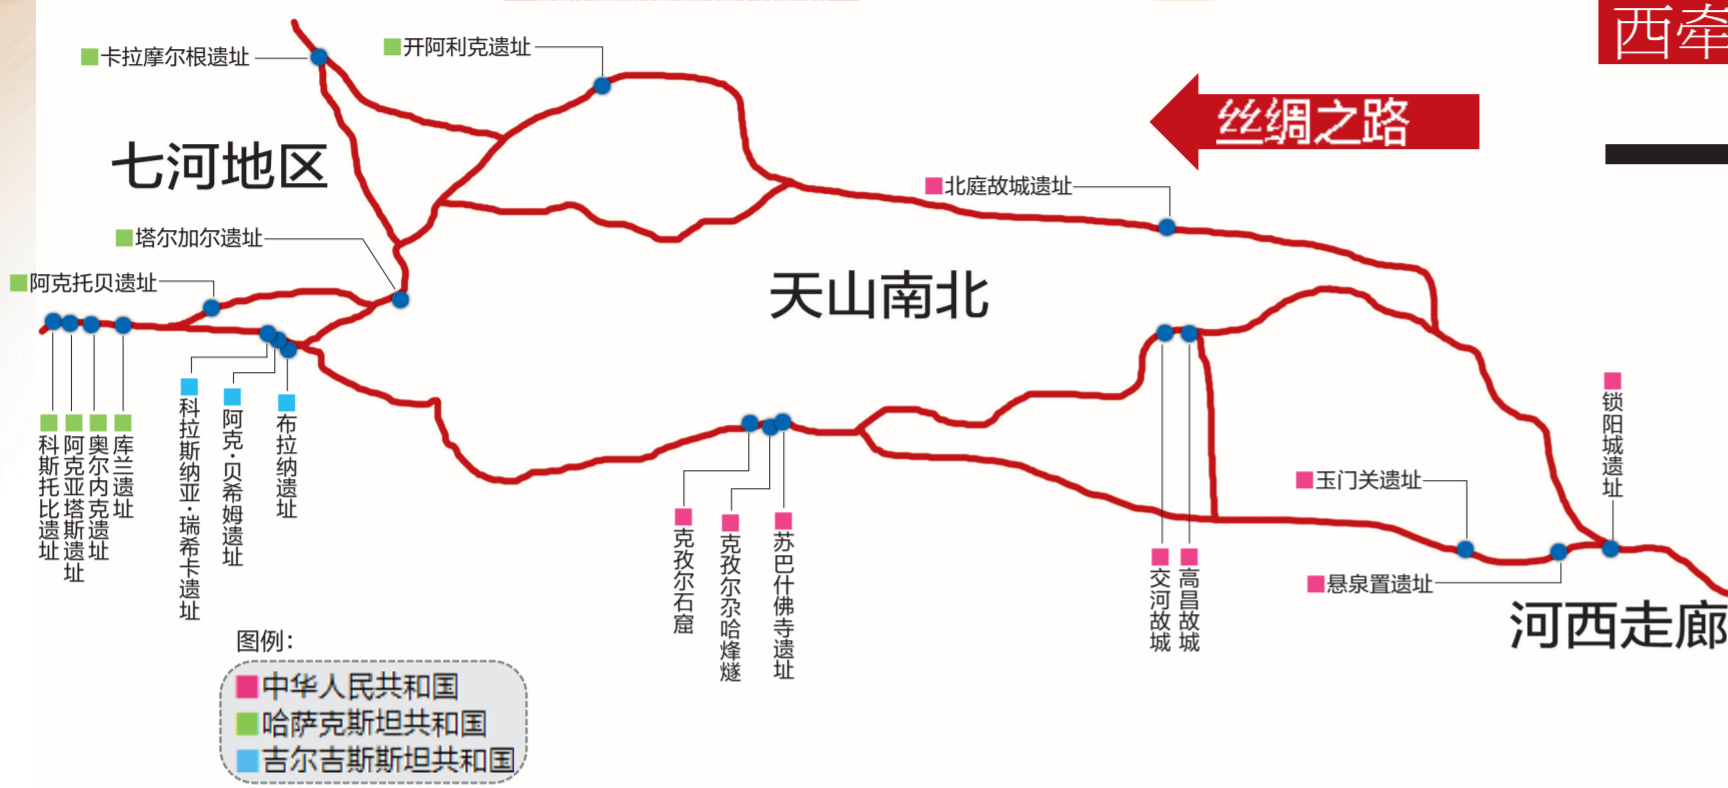 西牵
丝绸之路
卡拉摩尔根遗址
开阿利克遗址
七河地区
北庭故城遗址
塔尔加尔遗址
阿克托贝遗址
天山南北
科斯托比遗址
阿克亚塔斯遗址
奥尔内克遗址
库兰遗址
科拉斯纳亚·瑞希卡遗址
阿克·贝希姆遗址
布拉纳遗址
克孜尔石窟
克孜尔尕哈烽燧
苏巴什佛寺遗址
交河故城
高昌故城
锁阳城遗址
玉门关遗址
悬泉置遗址
河西走廊
图例：
中华人民共和国
哈萨克斯坦共和国
吉尔吉斯斯坦共和国